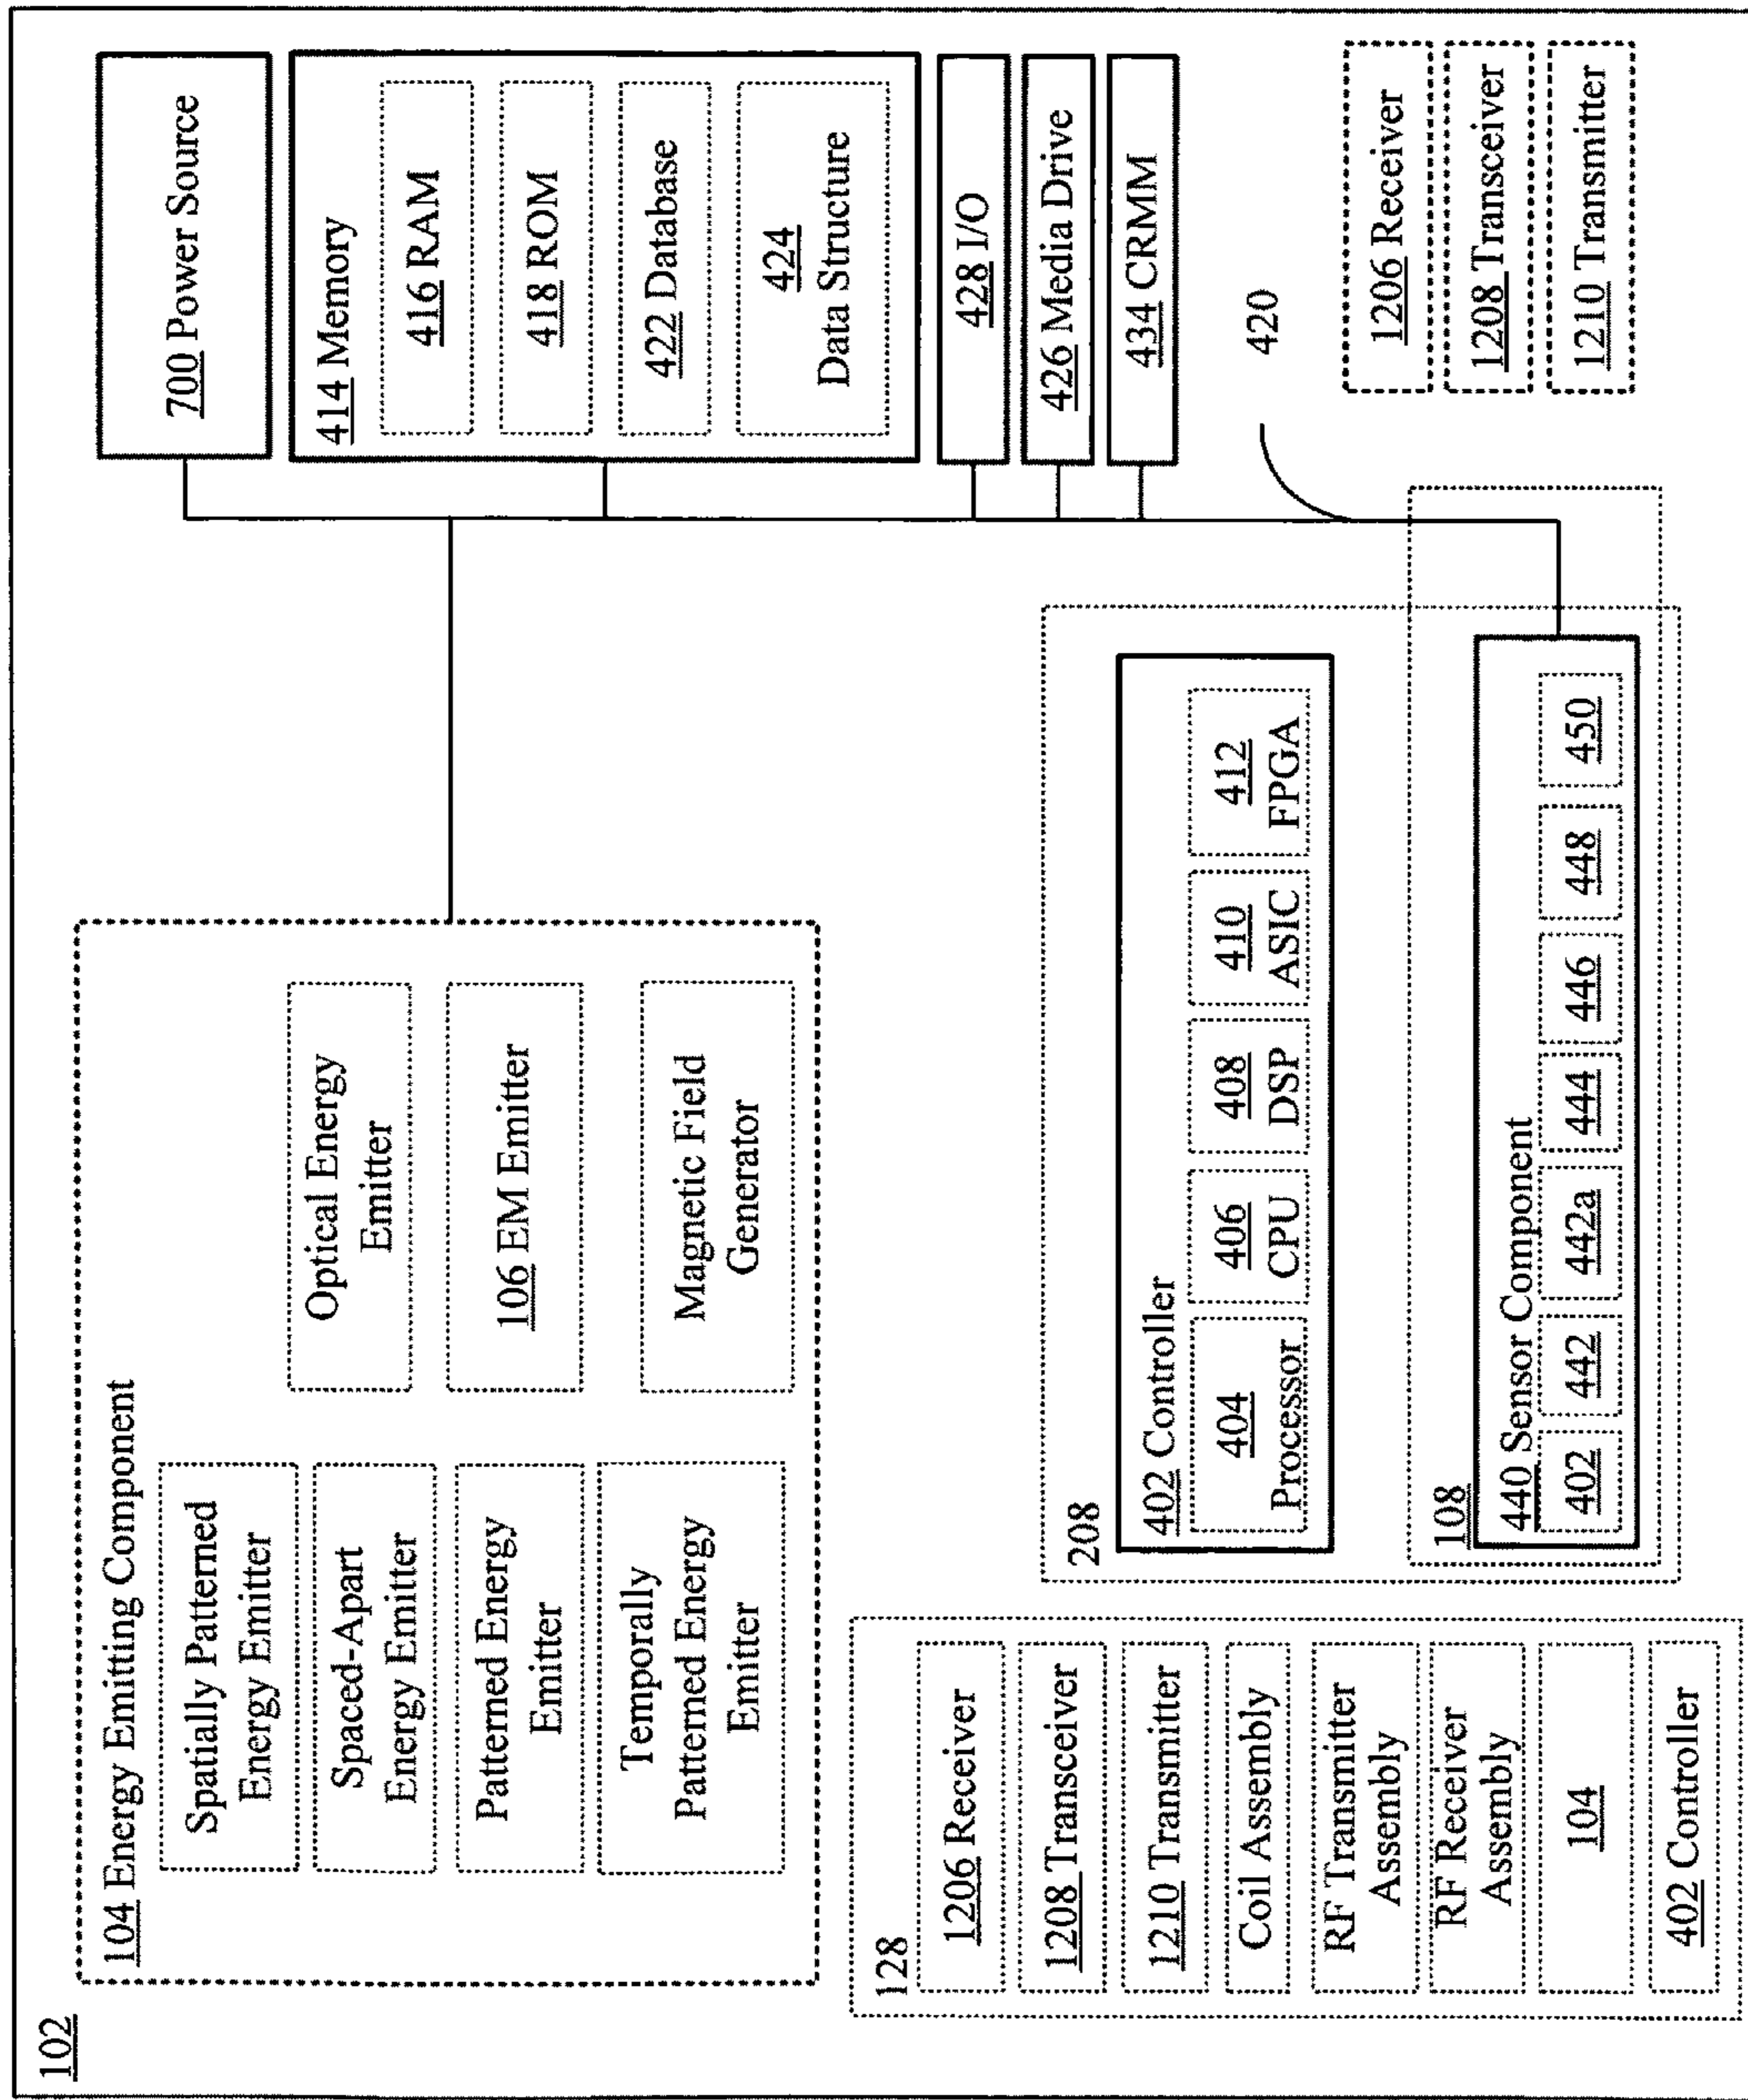 102
104 Energy Emitting Component
Spatially Patterned
Energy Emitter
Spaced-Apart
Energy Emitter
Patterned Energy
Emitter
Temporally
Patterned Energy
Emitter
Optical Energy
Emitter
106 EM Emitter
Magnetic Field
Generator
700 Power Source
414 Memory
416 RAM
418 ROM
422 Database
424
Data Structure
428 I/O
426 Media Drive
434 CRMM
420
128
1206 Receiver
1208 Transceiver
1210 Transmitter
Coil Assembly
RF Transmitter
Assembly
RF Receiver
Assembly
104
402 Controller
208
402 Controller
404
Processor
406
CPU
408
DSP
410
ASIC
412
FPGA
108
440 Sensor Component
402
442
442a
444
446
448
450
1206 Receiver
1208 Transceiver
1210 Transmitter